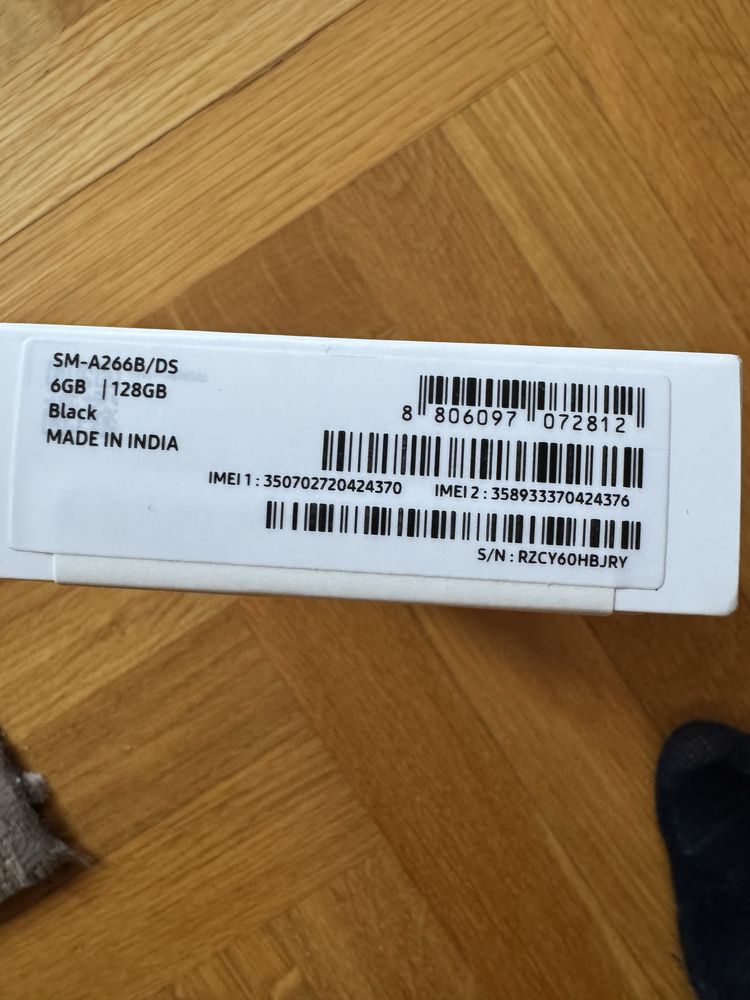 SM-A266B/DS
6GB | 128GB
Black
MADE IN INDIA
8 806097 072812
IMEI 1 : 350702720424370 IMEI 2 : 358933370424376
S/N : RZCY60HBJRY